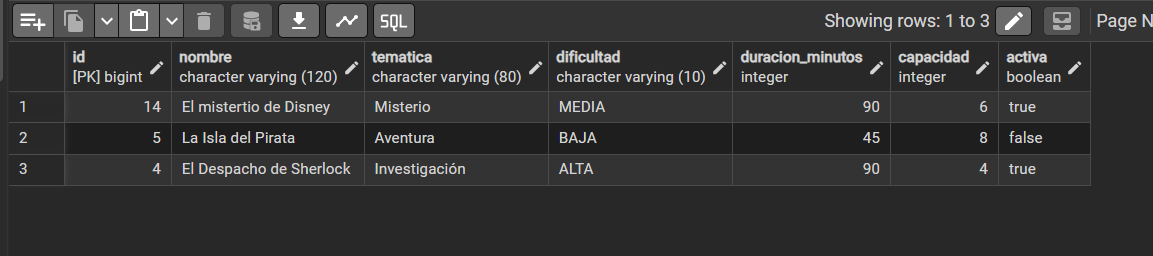 SQL Showing rows: 1 to 3 Page N
id nombre tematica dificultad duracion_minutos capacidad activa
[PK] bigint character varying (120) character varying (80) character varying (10) integer integer boolean
1 14 El mistertio de Disney Misterio MEDIA 90 6 true
2 5 La Isla del Pirata Aventura BAJA 45 8 false
3 4 El Despacho de Sherlock Investigación ALTA 90 4 true